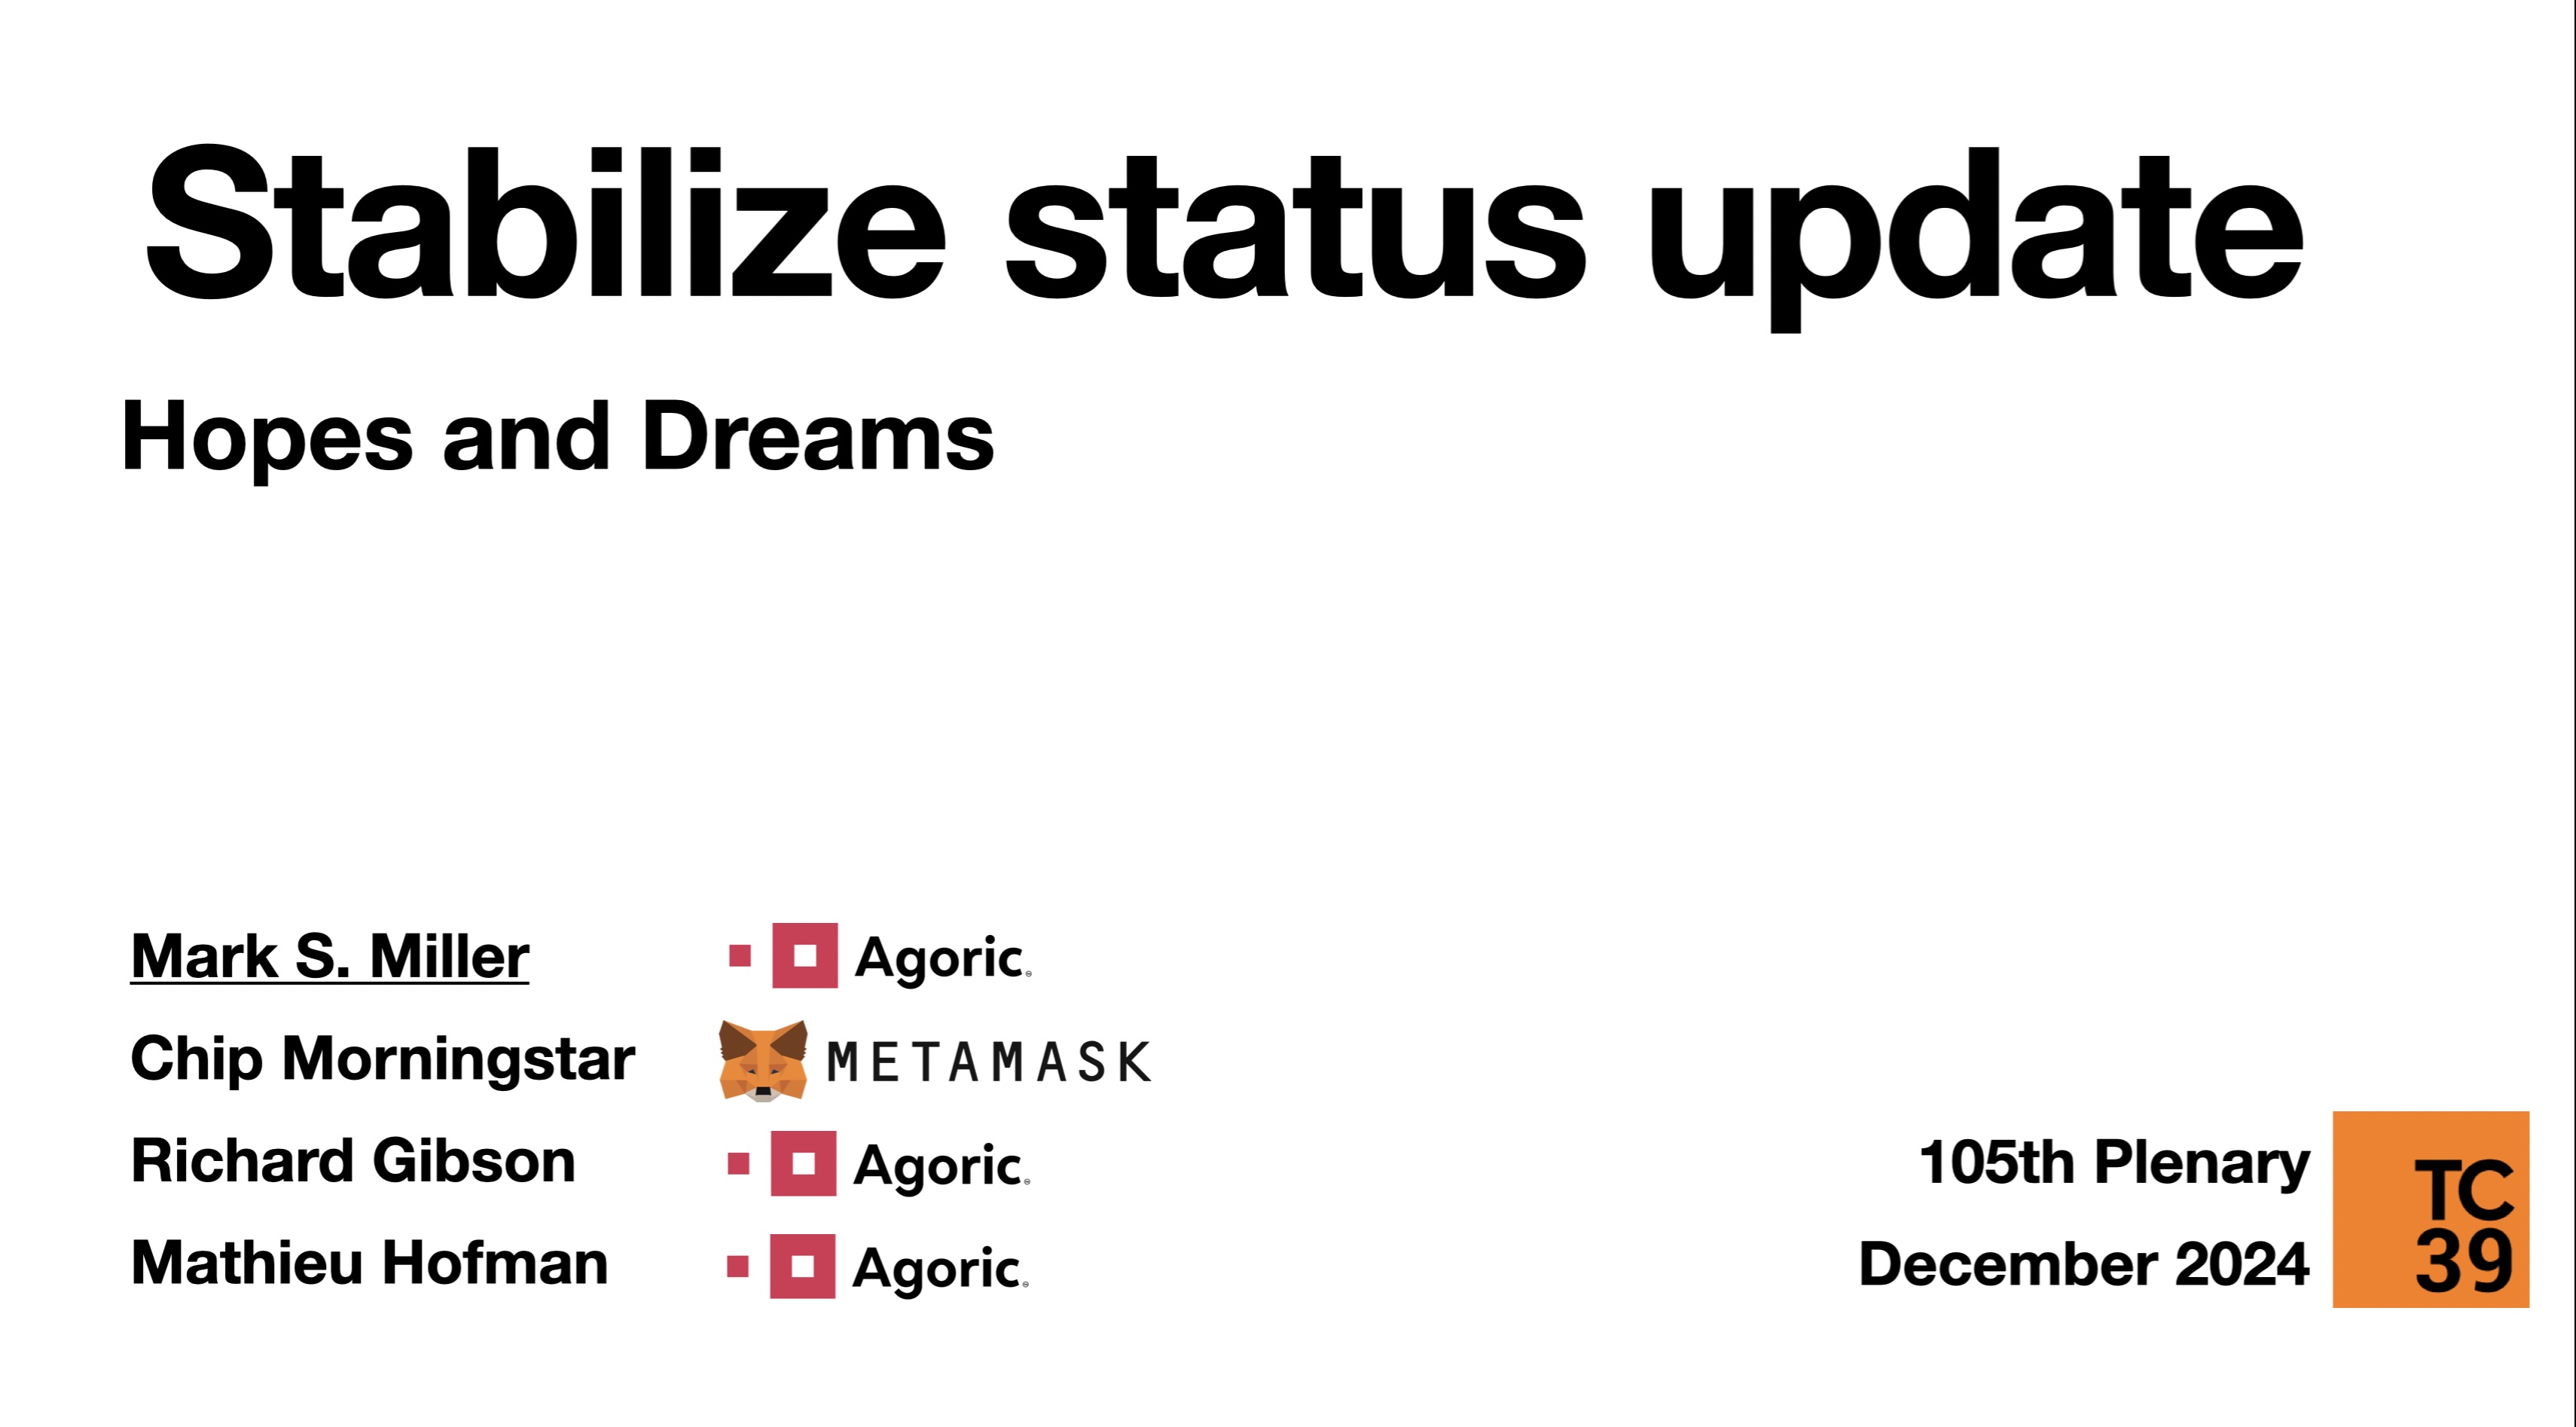 Stabilize status update
Hopes and Dreams
Mark S. Miller
Agoric
Chip Morningstar
METAMASK
Richard Gibson
Agoric
Mathieu Hofman
Agoric
105th Plenary
December 2024
TC
39